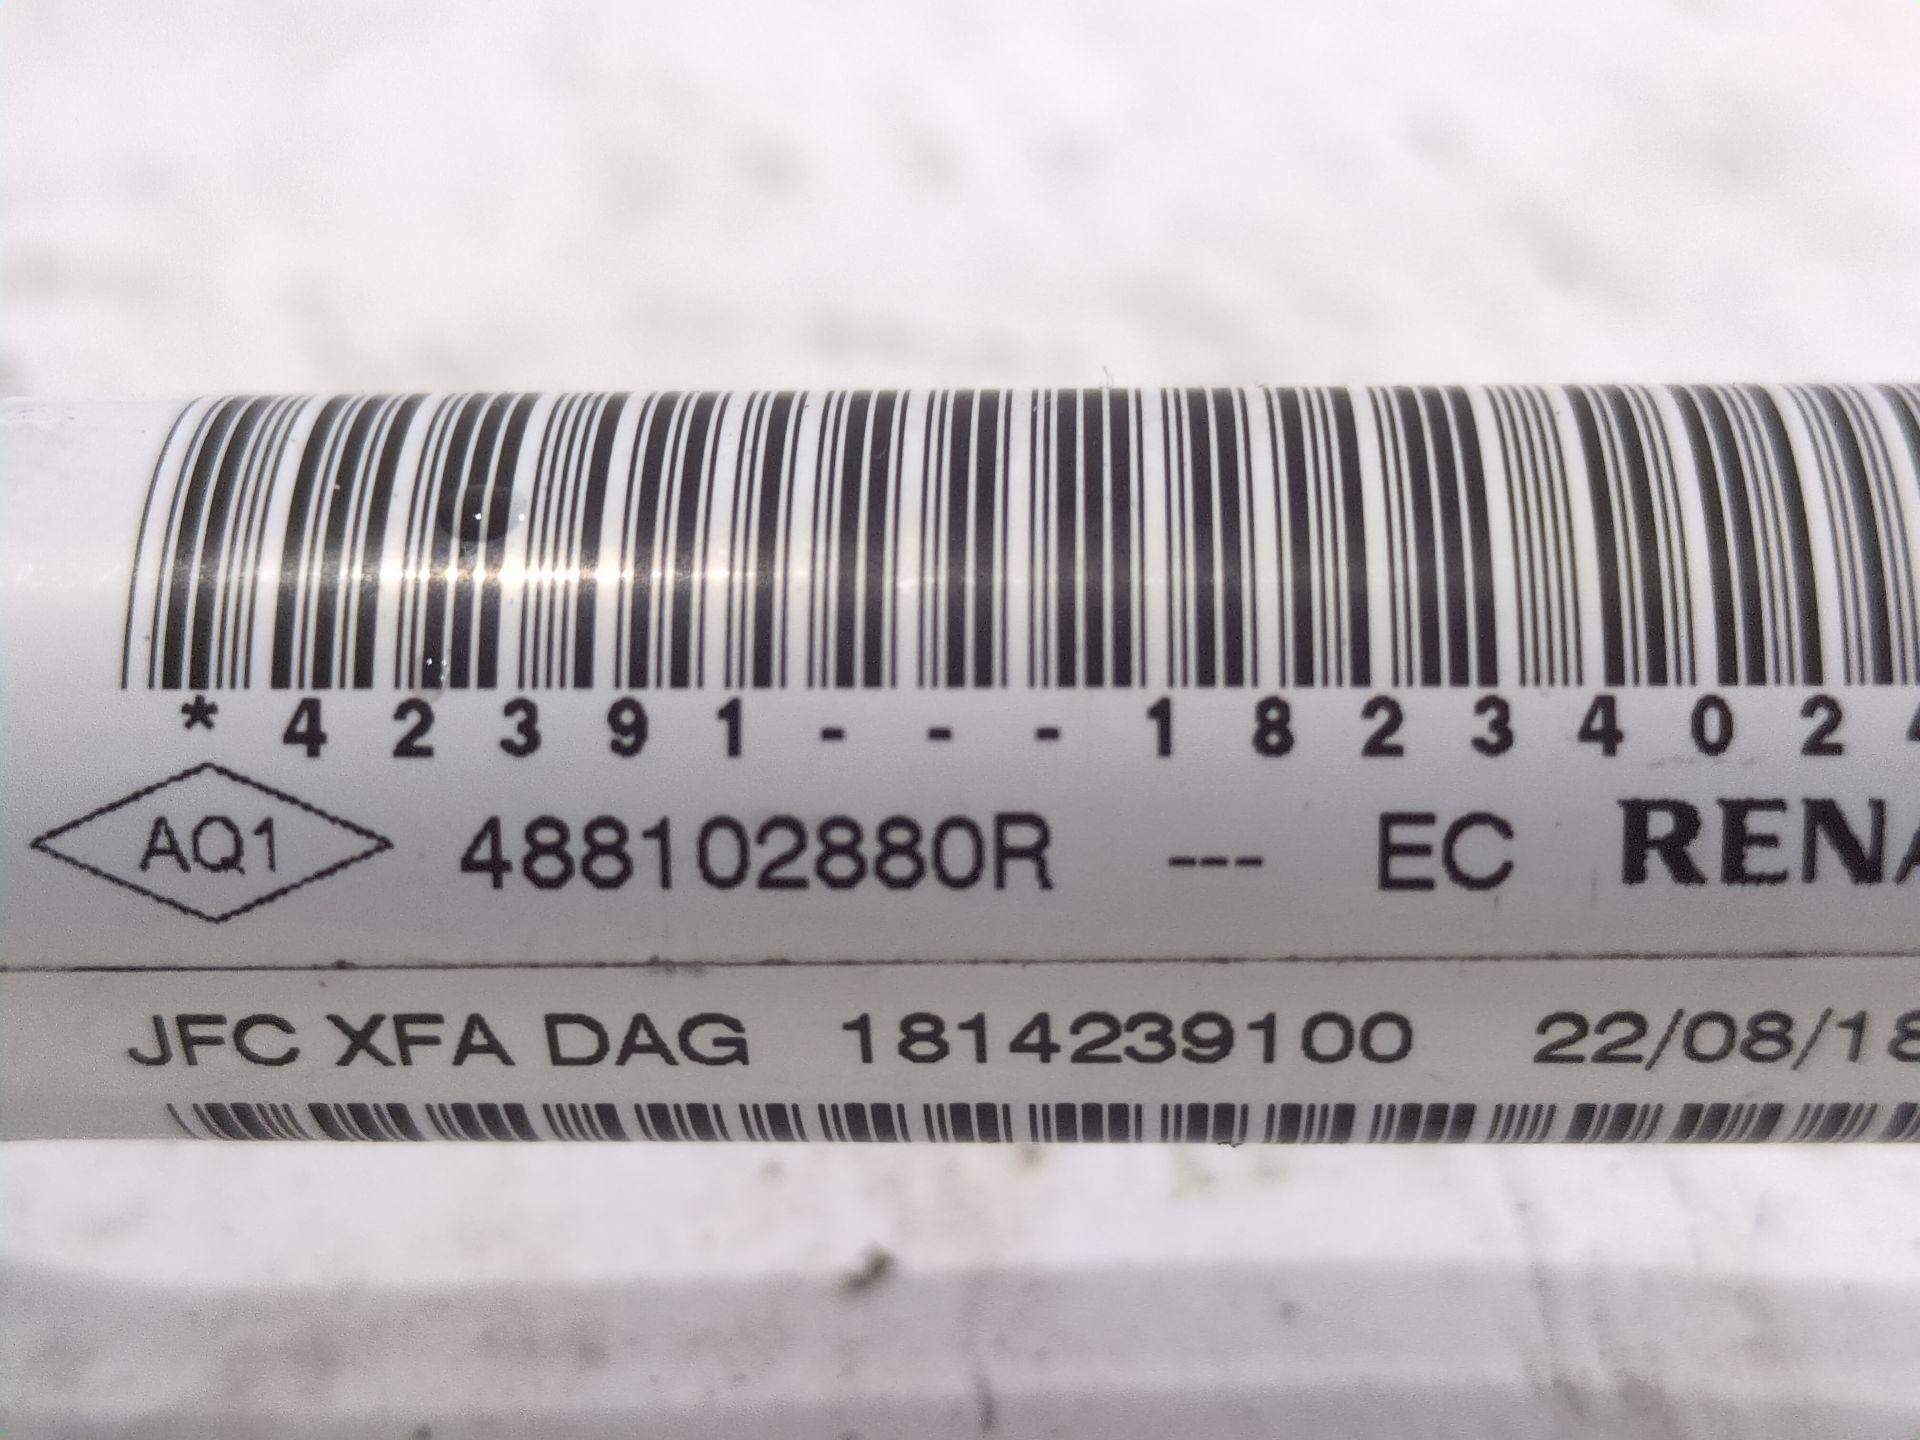 *42391---18234024
AQ1 488102880R --- EC RENA
JFC XFA DAG 1814239100 22/08/18